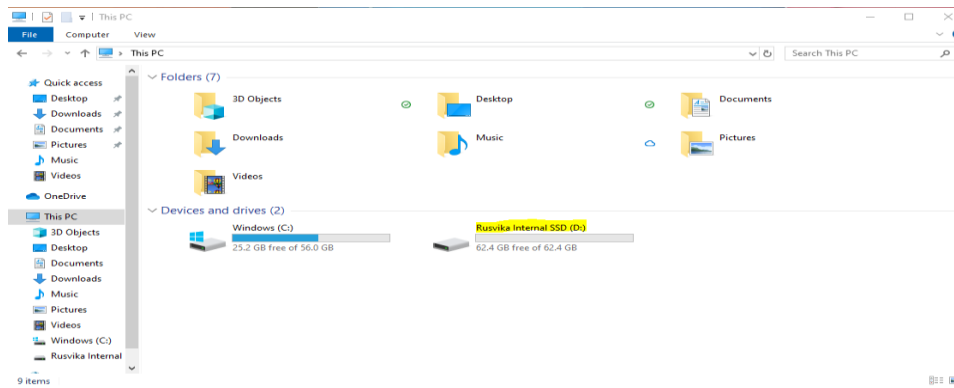 This PC
File Computer View
This PC Search This PC
Quick access
Desktop
Downloads
Documents
Pictures
Music
Videos
OneDrive
This PC
3D Objects
Desktop
Documents
Downloads
Music
Pictures
Videos
Windows (C:)
Rusvika Internal
Folders (7)
3D Objects Desktop Documents
Downloads Music Pictures
Videos
Devices and drives (2)
Windows (C:) Rusvika Internal SSD (D:)
25.2 GB free of 56.0 GB 62.4 GB free of 62.4 GB
9 items